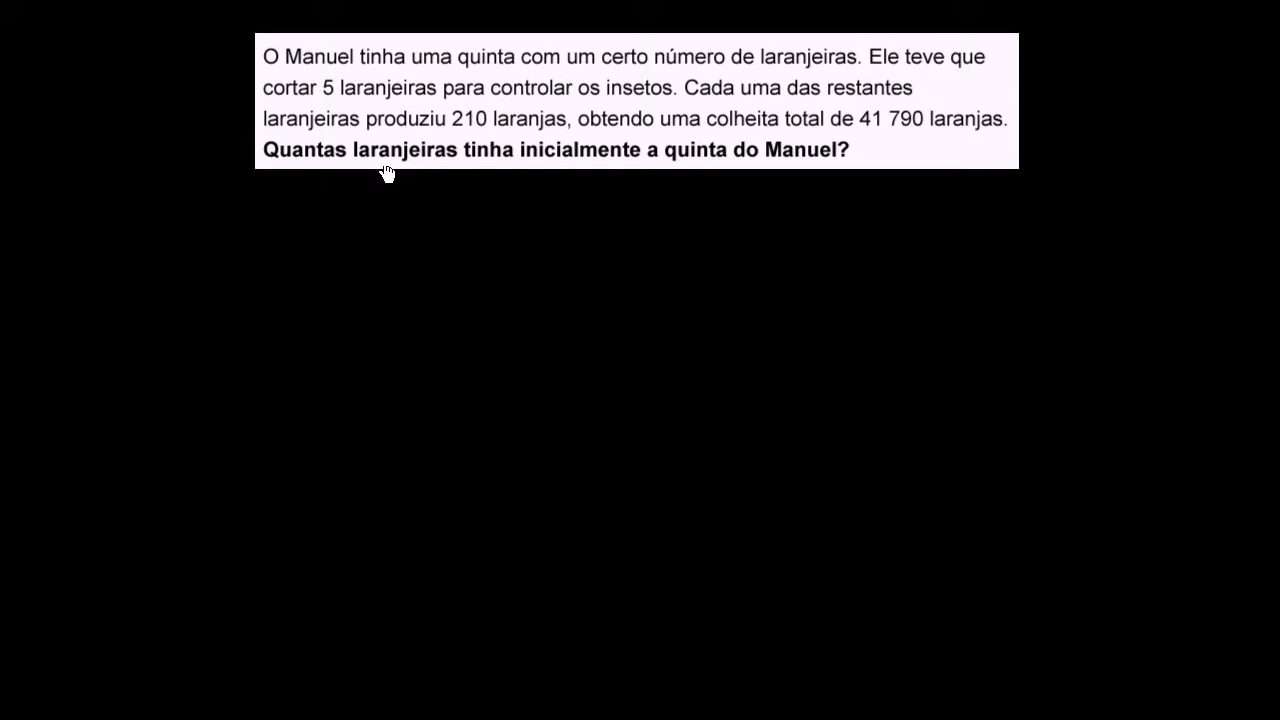 O Manuel tinha uma quinta com um certo número de laranjeiras. Ele teve que
cortar 5 laranjeiras para controlar os insetos. Cada uma das restantes
laranjeiras produziu 210 laranjas, obtendo uma colheita total de 41 790 laranjas.
Quantas laranjeiras tinha inicialmente a quinta do Manuel?